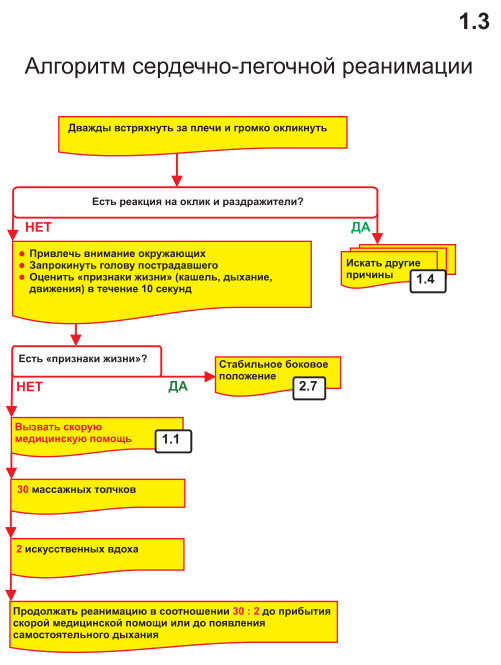 1.3
Алгоритм сердечно-легочной реанимации
Дважды встряхнуть за плечи и громко окликнуть
Есть реакция на оклик и раздражители?
НЕТ
ДА
● Привлечь внимание окружающих
● Запрокинуть голову пострадавшего
● Оценить «признаки жизни» (кашель, дыхание,
движения) в течение 10 секунд
Искать другие
причины
1.4
Есть «признаки жизни»?
НЕТ
ДА
Стабильное боковое
положение
2.7
Вызвать скорую
медицинскую помощь
1.1
30 массажных толчков
2 искусственных вдоха
Продолжать реанимацию в соотношении 30 : 2 до прибытия
скорой медицинской помощи или до появления
самостоятельного дыхания